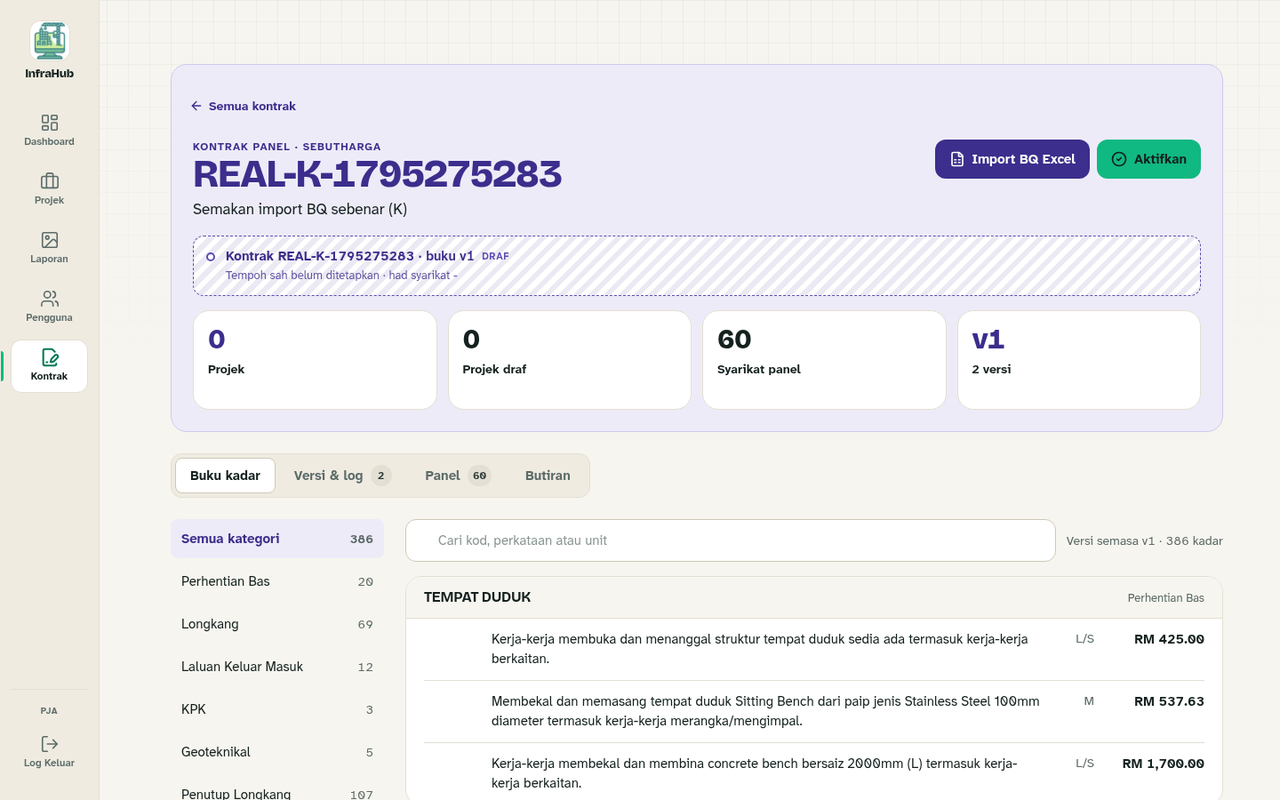 InfraHub
Dashboard
Projek
Laporan
Pengguna
Kontrak
PJA
Log Keluar
Semua kontrak
KONTRAK PANEL · SEBUTHARGA
REAL-K-1795275283
Semakan import BQ sebenar (K)
Import BQ Excel
Aktifkan
Kontrak REAL-K-1795275283 · buku v1 DRAF
Tempoh sah belum ditetapkan · had syarikat -
0
Projek
0
Projek draf
60
Syarikat panel
v1
2 versi
Buku kadar
Versi & log 2
Panel 60
Butiran
Semua kategori 386
Perhentian Bas 20
Longkang 69
Laluan Keluar Masuk 12
KPK 3
Geoteknikal 5
Penutup Longkang 107
Cari kod, perkataan atau unit
Versi semasa v1 · 386 kadar
TEMPAT DUDUK Perhentian Bas
Kerja-kerja membuka dan menanggal struktur tempat duduk sedia ada termasuk kerja-kerja L/S RM 425.00
berkaitan.
Membekal dan memasang tempat duduk Sitting Bench dari paip jenis Stainless Steel 100mm M RM 537.63
diameter termasuk kerja-kerja merangka/mengimpal.
Kerja-kerja membekal dan membina concrete bench bersaiz 2000mm (L) termasuk kerja- L/S RM 1,700.00
kerja berkaitan.